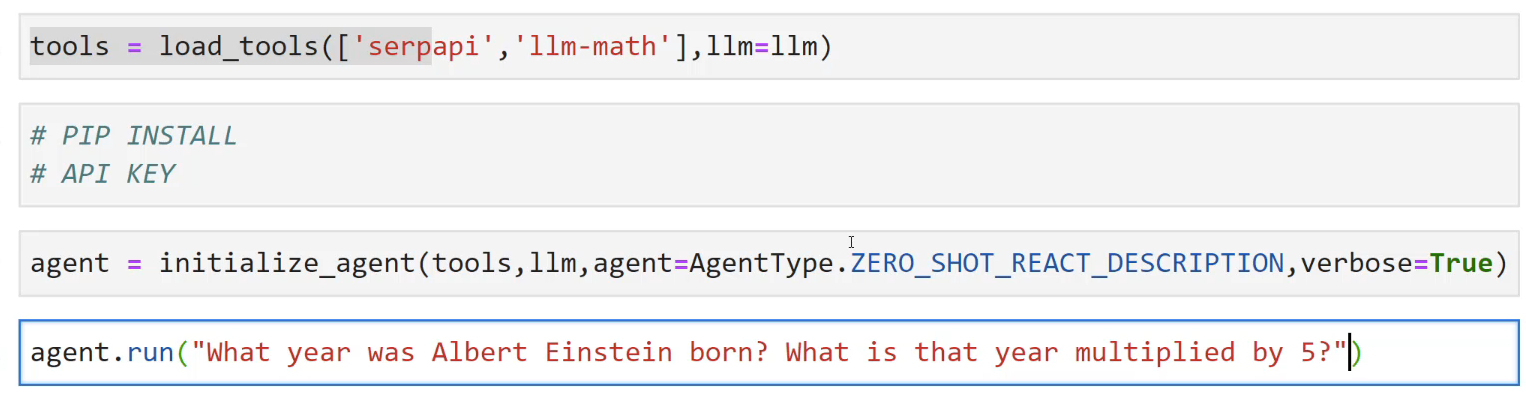 tools = load_tools(['serpapi','llm-math'],llm=llm)
# PIP INSTALL
# API KEY
agent = initialize_agent(tools,llm,agent=AgentType.ZERO_SHOT_REACT_DESCRIPTION,verbose=True)
agent.run("What year was Albert Einstein born? What is that year multiplied by 5?")